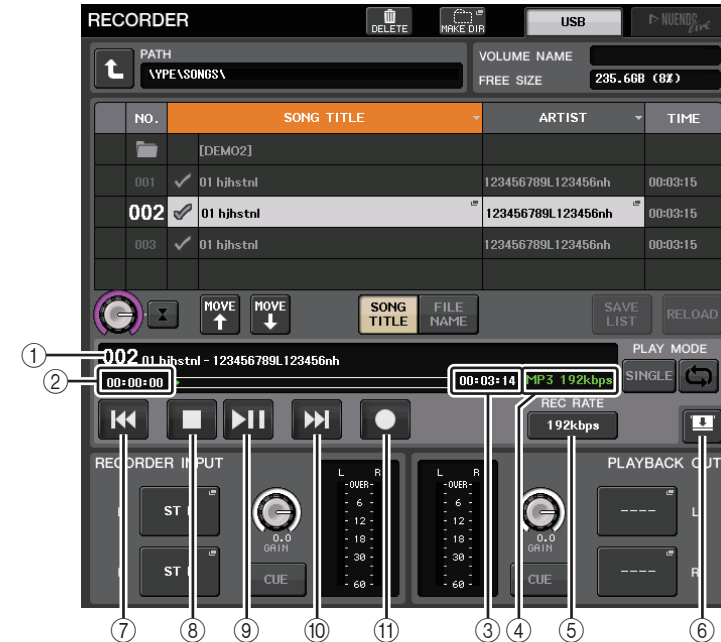 RECORDER
DELETE
MAKE DIR
USB
NUENDO Live
PATH
\YPE\SONGS\
VOLUME NAME
FREE SIZE 235.6GB (8%)
NO. SONG TITLE ARTIST TIME
[DEMO2]
001 01 hjhstnl 123456789L123456nh 00:03:15
002 01 hjhstnl 123456789L123456nh 00:03:15
003 01 hjhstnl 123456789L123456nh 00:03:15
MOVE
MOVE
SONG TITLE
FILE NAME
SAVE LIST
RELOAD
① 002 01 hjhstnl - 123456789L123456nh
PLAY MODE
② 00:00:00 00:03:14 MP3 192kbps
SINGLE
REC RATE
192kbps
RECORDER INPUT
PLAYBACK OUT
L R
-OVER-
6
12
18
30
60
L R
-OVER-
6
12
18
30
60
ST
0.0
GAIN
0.0
GAIN
---- L
ST
CUE
CUE
---- R
⑦ ⑧ ⑨ ⑩ ⑪ ③ ④ ⑤ ⑥